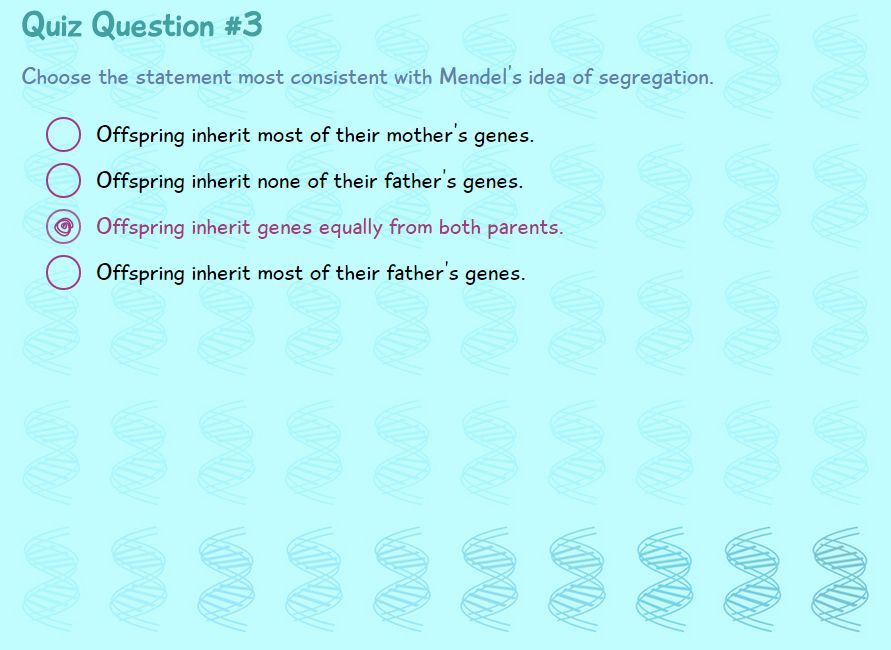 Quiz Question #3
Choose the statement most consistent with Mendel's idea of segregation.
Offspring inherit most of their mother's genes.
Offspring inherit none of their father's genes.
Offspring inherit genes equally from both parents.
Offspring inherit most of their father's genes.